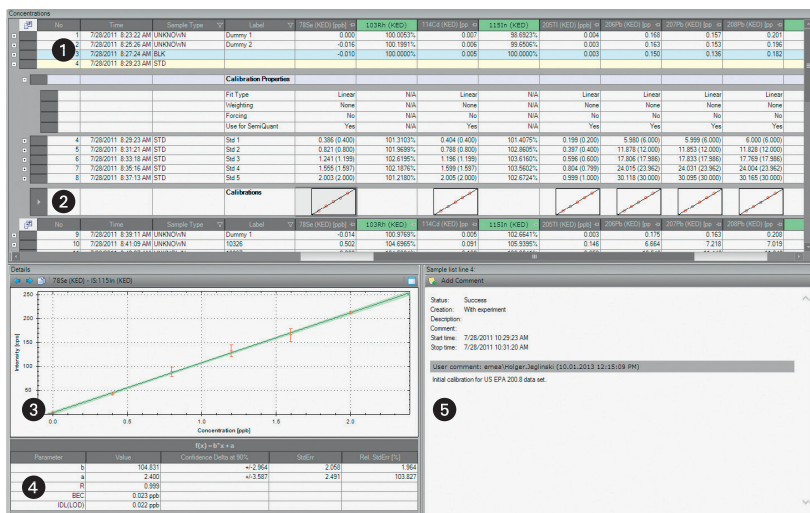 Concentrations
No Time Sample Type Label 78Se (KED) [ppb] 103Rh (KED) 114Cd (KED) [pp 115In (KED) 205Tl (KED) [pp 206Pb (KED) [pp 207Pb (KED) [pp 208Pb (KED) [pp
1 7/28/2011 8:23:22 AM UNKNOWN Dummy 1 0.000 100.0053% 0.007 98.6923% 0.004 0.168 0.157 0.201
2 7/28/2011 8:25:26 AM UNKNOWN Dummy 2 -0.016 100.1991% 0.006 99.6506% 0.003 0.163 0.153 0.196
3 7/28/2011 8:27:24 AM BLK -0.010 100.0000% 0.005 100.0000% 0.003 0.150 0.136 0.182
4 7/28/2011 8:29:23 AM STD
1
Calibration Properties
Fit Type Linear N/A Linear N/A Linear Linear Linear Linear
Weighting None N/A None N/A None None None None
Forcing No N/A No N/A No No No No
Use for SemiQuant Yes N/A Yes N/A Yes Yes Yes Yes
4 7/28/2011 8:29:23 AM STD Std 1 0.386 (0.400) 101.3103% 0.404 (0.400) 101.4075% 0.199 (0.200) 5.980 (6.000) 5.999 (6.000) 6.000 (6.000)
5 7/28/2011 8:31:21 AM STD Std 2 0.821 (0.800) 101.9699% 0.788 (0.800) 102.8605% 0.397 (0.400) 11.878 (12.000) 11.853 (12.000) 11.828 (12.000)
6 7/28/2011 8:33:18 AM STD Std 3 1.241 (1.199) 102.6195% 1.196 (1.199) 103.6160% 0.596 (0.600) 17.806 (17.986) 17.833 (17.986) 17.769 (17.986)
7 7/28/2011 8:35:16 AM STD Std 4 1.555 (1.597) 102.1876% 1.599 (1.597) 103.5602% 0.804 (0.799) 24.015 (23.962) 24.031 (23.962) 24.004 (23.962)
8 7/28/2011 8:37:13 AM STD Std 5 2.003 (2.000) 101.2180% 2.005 (2.000) 102.6724% 0.999 (1.000) 30.118 (30.000) 30.095 (30.000) 30.165 (30.000)
2
Calibrations
No Time Sample Type Label 78Se (KED) [ppb] 103Rh (KED) 114Cd (KED) [pp 115In (KED) 205Tl (KED) [pp 206Pb (KED) [pp 207Pb (KED) [pp 208Pb (KED) [pp
9 7/28/2011 8:39:11 AM UNKNOWN Dummy 1 -0.014 100.9769% 0.005 102.6641% 0.003 0.175 0.163 0.208
10 7/28/2011 8:41:09 AM UNKNOWN 10326 0.502 104.6965% 0.091 105.9395% 0.146 6.664 7.218 7.019
Details
78Se (KED) - IS:115In (KED)
Intensity [cps]
250
200
150
100
50
0.0 0.5 1.0 1.5 2.0
Concentration [ppb]
3
f(x) = b*x + a
Parameter Value Confidence Delta at 90% StdErr Rel. StdErr [%]
b 104.831 +/-2.964 2.058 1.964
a 2.400 +/-3.587 2.491 103.827
R 0.999
BEC 0.023 ppb
IDL(LOD) 0.022 ppb
4
Sample list line 4:
Add Comment
Status: Success
Creation: With experiment
Description:
Comment:
Start time: 7/28/2011 10:29:23 AM
Stop time: 7/28/2011 10:31:20 AM
User comment: emea\Holger.Jeglinski (10.01.2013 12:15:09 PM)
Initial calibration for US EPA 200.8 data set.
5